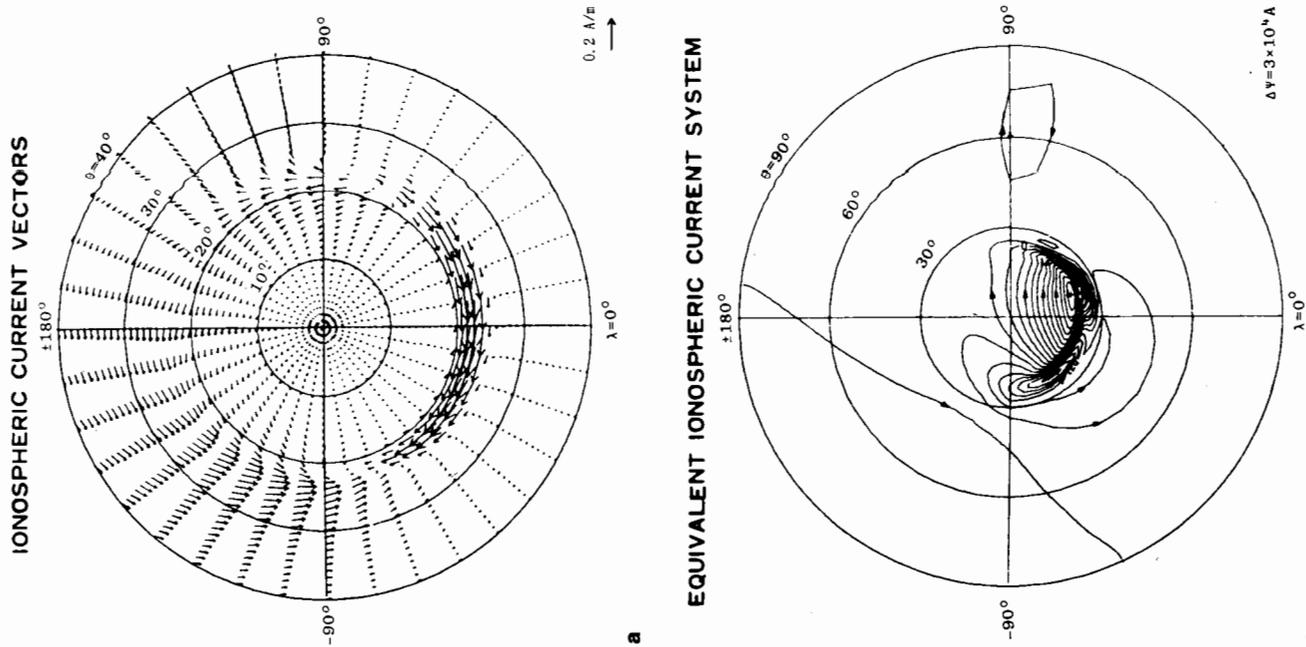 IONOSPHERIC CURRENT VECTORS
±180°
θ=40°
30°
20°
10°
90°
-90°
λ=0°
0.2 A/m
a
EQUIVALENT IONOSPHERIC CURRENT SYSTEM
±180°
θ=90°
60°
30°
90°
-90°
λ=0°
ΔΨ=3×10⁴A